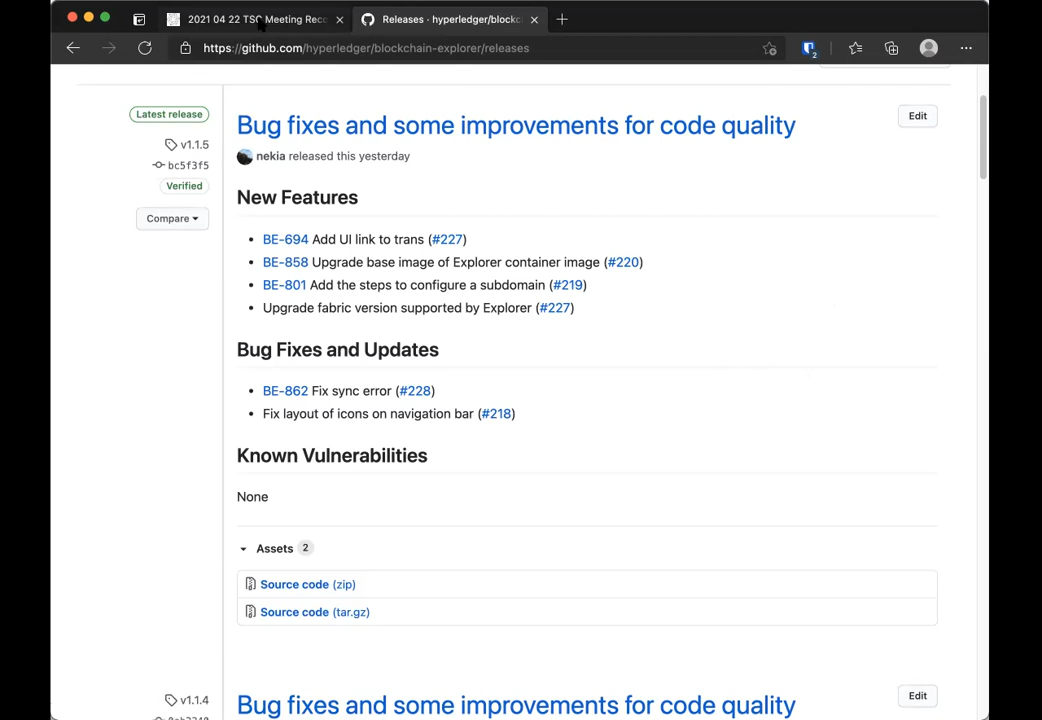 2021 04 22 TSC Meeting Reco
Releases · hyperledger/blockc
https://github.com/hyperledger/blockchain-explorer/releases
2
Latest release
Bug fixes and some improvements for code quality
Edit
v1.1.5
nekia released this yesterday
bc5f3f5
Verified
Compare
New Features
BE-694 Add UI link to trans (#227)
BE-858 Upgrade base image of Explorer container image (#220)
BE-801 Add the steps to configure a subdomain (#219)
Upgrade fabric version supported by Explorer (#227)
Bug Fixes and Updates
BE-862 Fix sync error (#228)
Fix layout of icons on navigation bar (#218)
Known Vulnerabilities
None
Assets 2
Source code (zip)
Source code (tar.gz)
v1.1.4
Bug fixes and some improvements for code quality
Edit